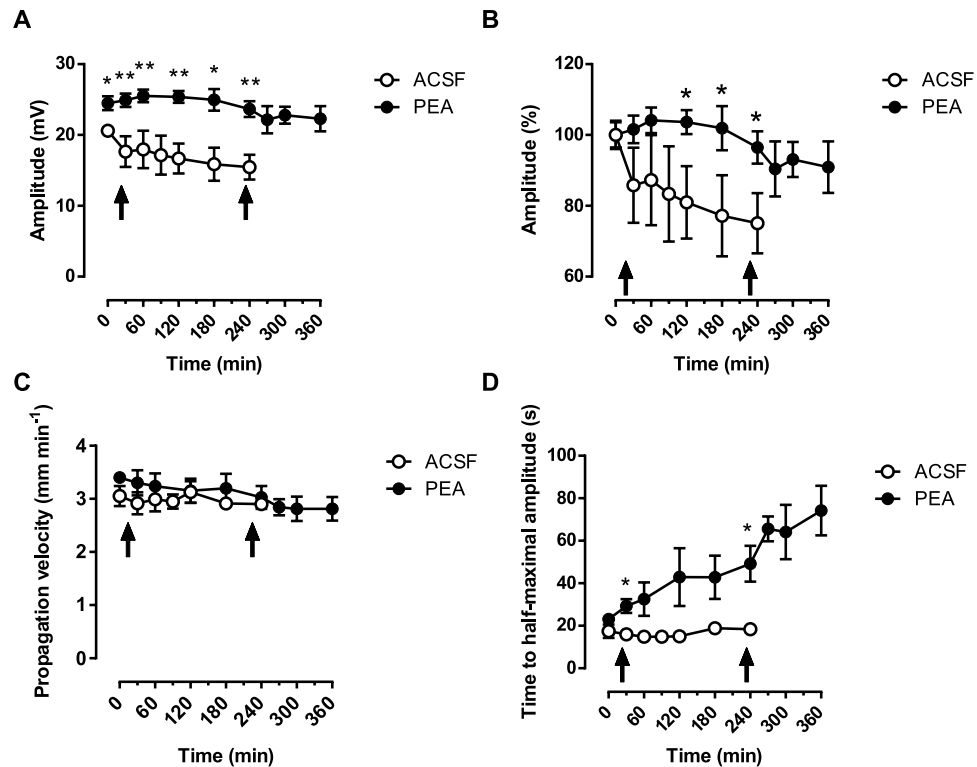 A
30
20
10
0
Amplitude (mV)
* ** ** ** * **
ACSF
PEA
0 60 120 180 240 300 360
Time (min)
B
120
100
80
60
Amplitude (%)
* * *
ACSF
PEA
0 60 120 180 240 300 360
Time (min)
C
4
3
2
1
0
Propagation velocity (mm min-1)
ACSF
PEA
0 60 120 180 240 300 360
Time (min)
D
100
80
60
40
20
0
Time to half-maximal amplitude (s)
* *
ACSF
PEA
0 60 120 180 240 300 360
Time (min)